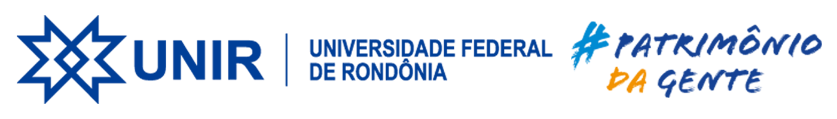 UNIR
UNIVERSIDADE FEDERAL
DE RONDÔNIA
#PATRIMÔNIO
DA GENTE